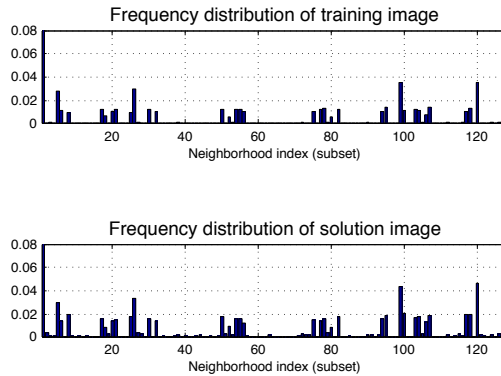 Frequency distribution of training image
0.08
0.06
0.04
0.02
0
20 40 60 80 100 120
Neighborhood index (subset)
Frequency distribution of solution image
0.08
0.06
0.04
0.02
0
0 20 40 60 80 100 120
Neighborhood index (subset)